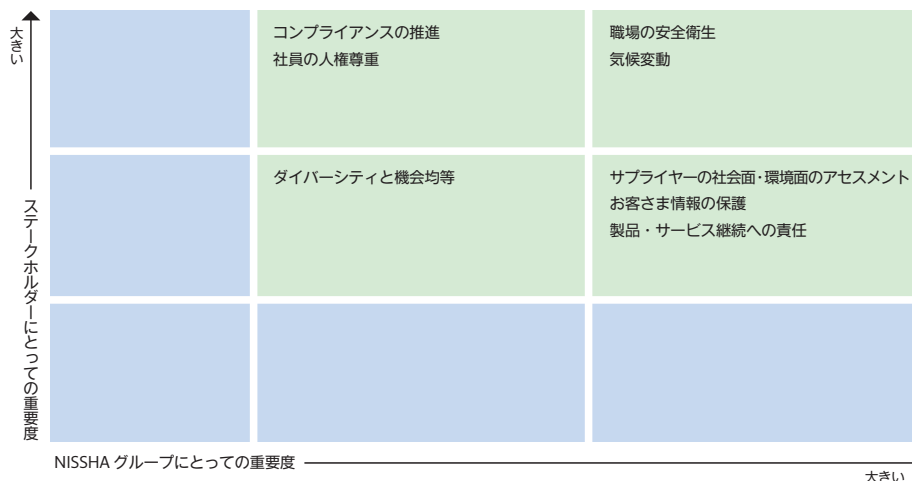 大きい
ステークホルダーにとっての重要度
コンプライアンスの推進
社員の人権尊重
職場の安全衛生
気候変動
ダイバーシティと機会均等
サプライヤーの社会面・環境面のアセスメント
お客さま情報の保護
製品・サービス継続への責任
NISSHA グループにとっての重要度
大きい